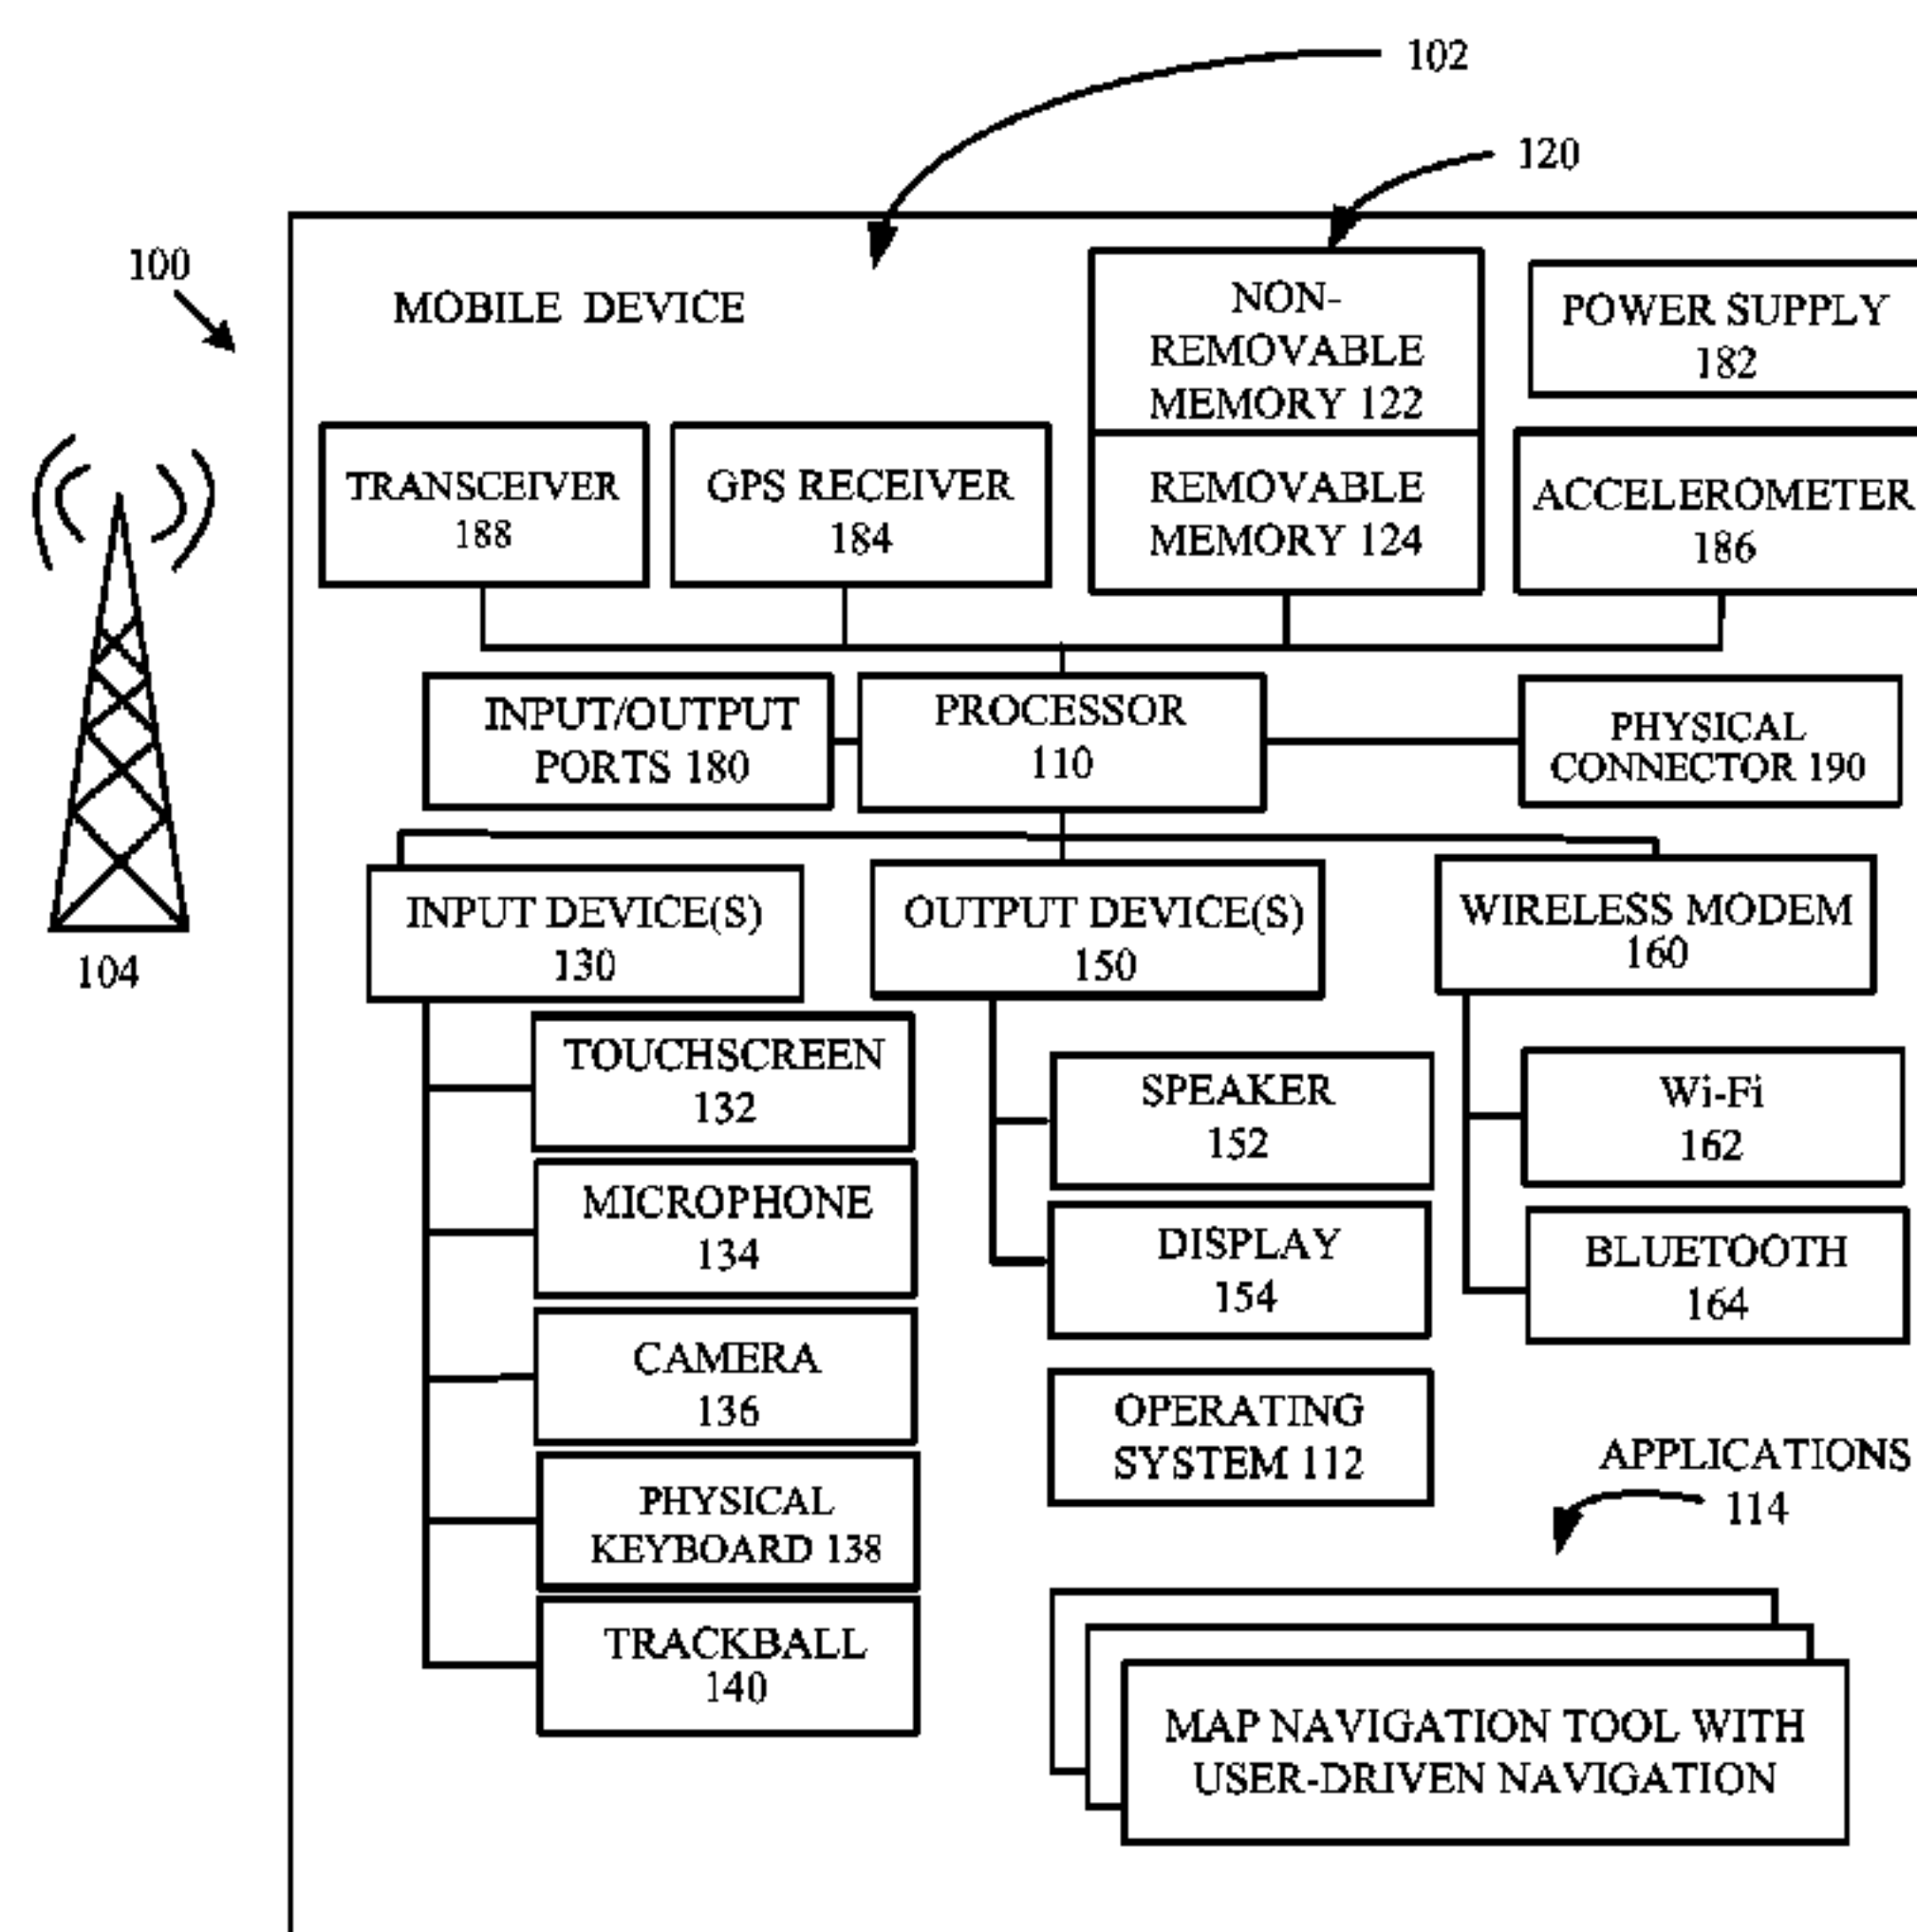 102
120
100
MOBILE DEVICE
NON-
REMOVABLE
MEMORY 122
POWER SUPPLY
182
TRANSCEIVER
188
GPS RECEIVER
184
REMOVABLE
MEMORY 124
ACCELEROMETER
186
INPUT/OUTPUT
PORTS 180
PROCESSOR
110
PHYSICAL
CONNECTOR 190
104
INPUT DEVICE(S)
130
OUTPUT DEVICE(S)
150
WIRELESS MODEM
160
TOUCHSCREEN
132
MICROPHONE
134
CAMERA
136
PHYSICAL
KEYBOARD 138
TRACKBALL
140
SPEAKER
152
DISPLAY
154
Wi-Fi
162
BLUETOOTH
164
OPERATING
SYSTEM 112
APPLICATIONS
114
MAP NAVIGATION TOOL WITH
USER-DRIVEN NAVIGATION